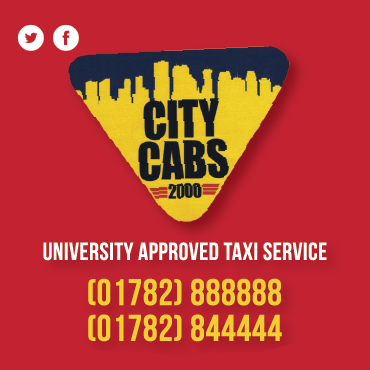 CITY
CABS
2000
UNIVERSITY APPROVED TAXI SERVICE
(01782) 888888
(01782) 844444